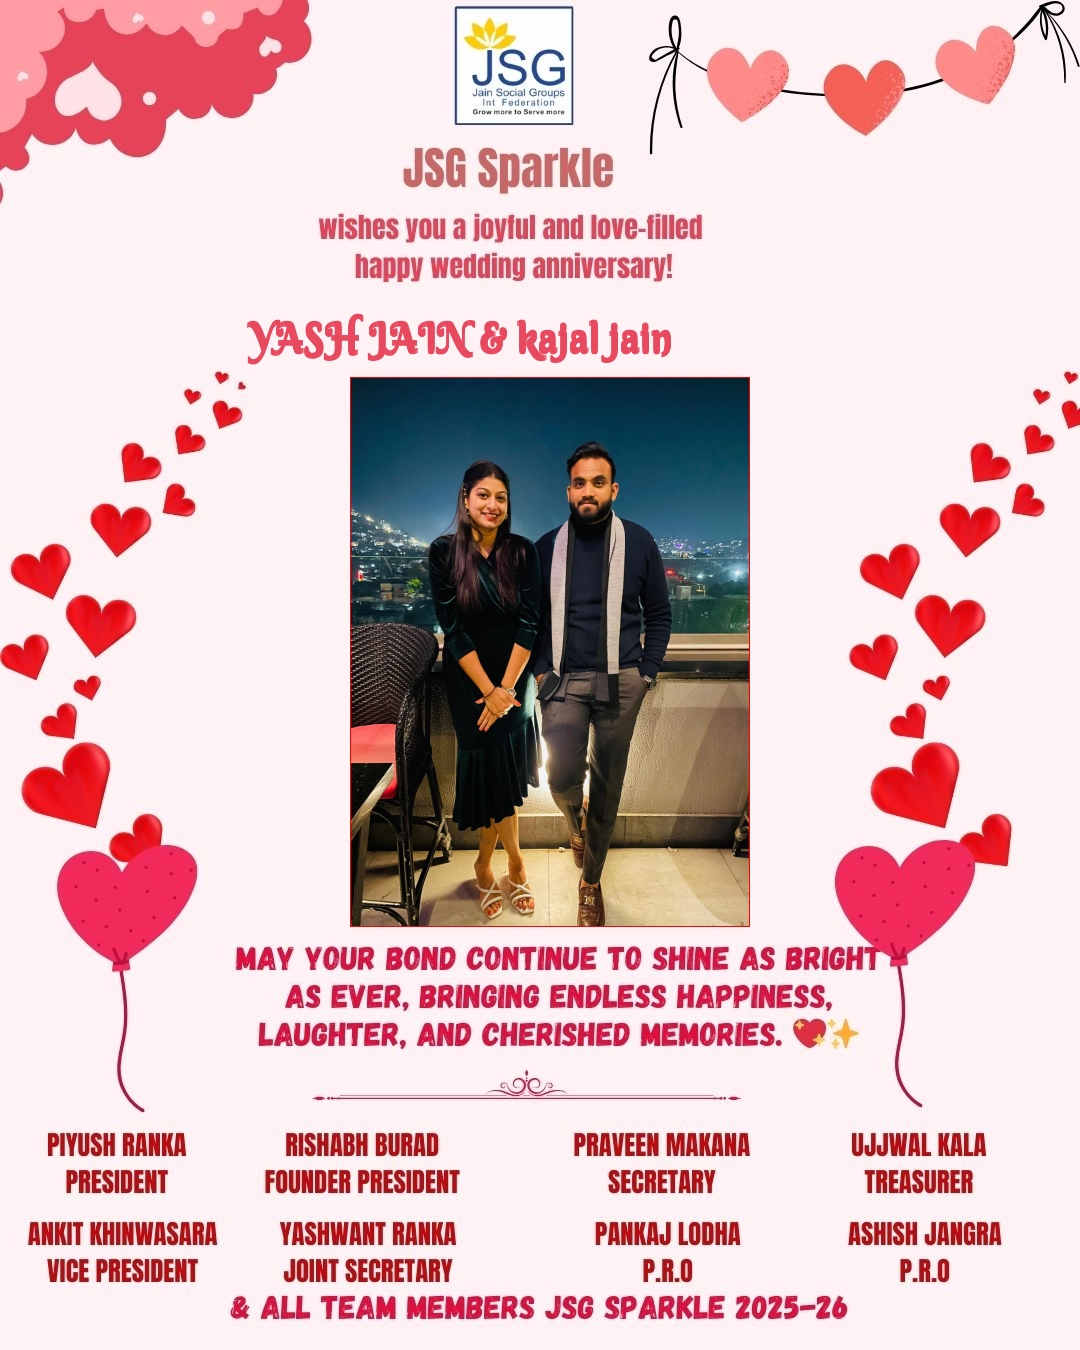 JSG
Jain Social Groups
Int Federation
Grow more to Serve more
JSG Sparkle
wishes you a joyful and love-filled
happy wedding anniversary!
YASH JAIN & kajal jain
MAY YOUR BOND CONTINUE TO SHINE AS BRIGHT
AS EVER, BRINGING ENDLESS HAPPINESS,
LAUGHTER, AND CHERISHED MEMORIES. 💖✨
PIYUSH RANKA
PRESIDENT
RISHABH BURAD
FOUNDER PRESIDENT
PRAVEEN MAKANA
SECRETARY
UJJWAL KALA
TREASURER
ANKIT KHINWASARA
VICE PRESIDENT
YASHWANT RANKA
JOINT SECRETARY
PANKAJ LODHA
P.R.O
ASHISH JANGRA
P.R.O
& ALL TEAM MEMBERS JSG SPARKLE 2025-26